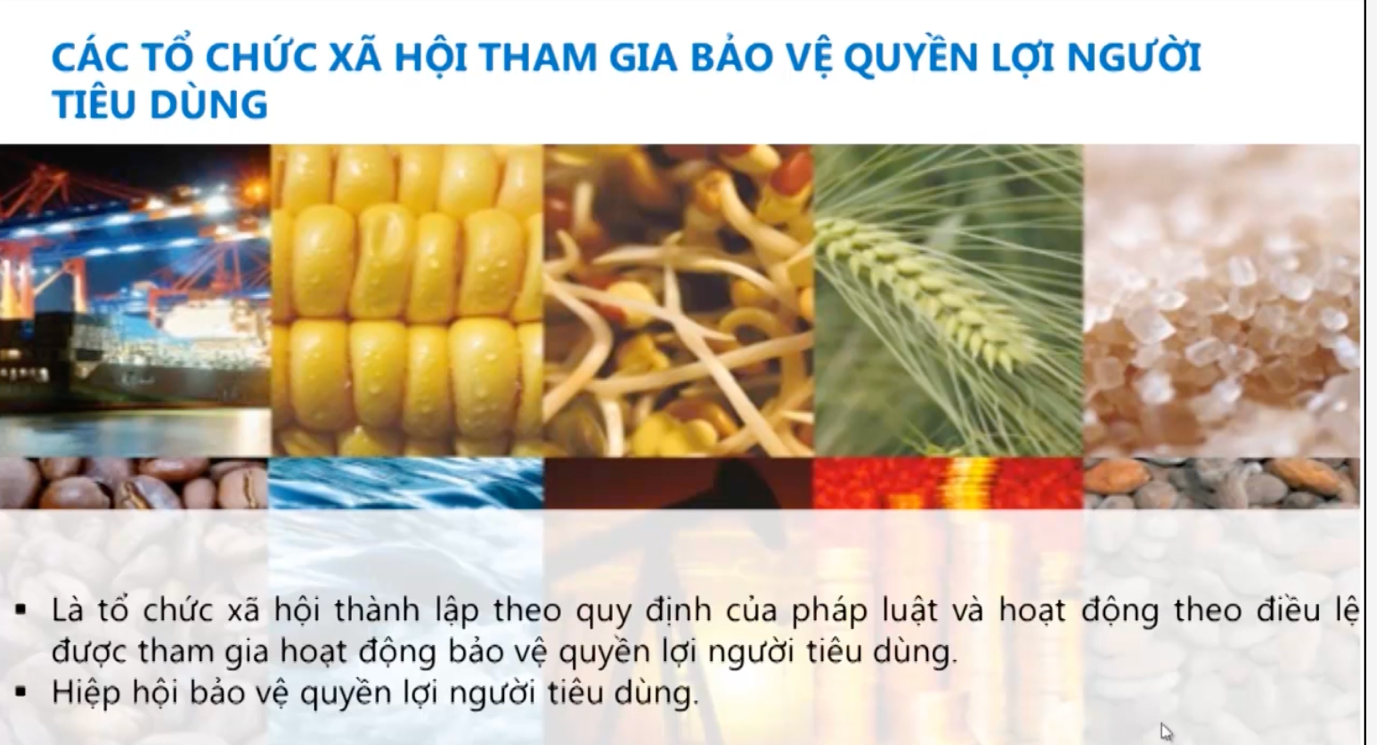 CÁC TỔ CHỨC XÃ HỘI THAM GIA BẢO VỆ QUYỀN LỢI NGƯỜI
TIÊU DÙNG
▪ Là tổ chức xã hội thành lập theo quy định của pháp luật và hoạt động theo điều lệ
được tham gia hoạt động bảo vệ quyền lợi người tiêu dùng.
▪ Hiệp hội bảo vệ quyền lợi người tiêu dùng.